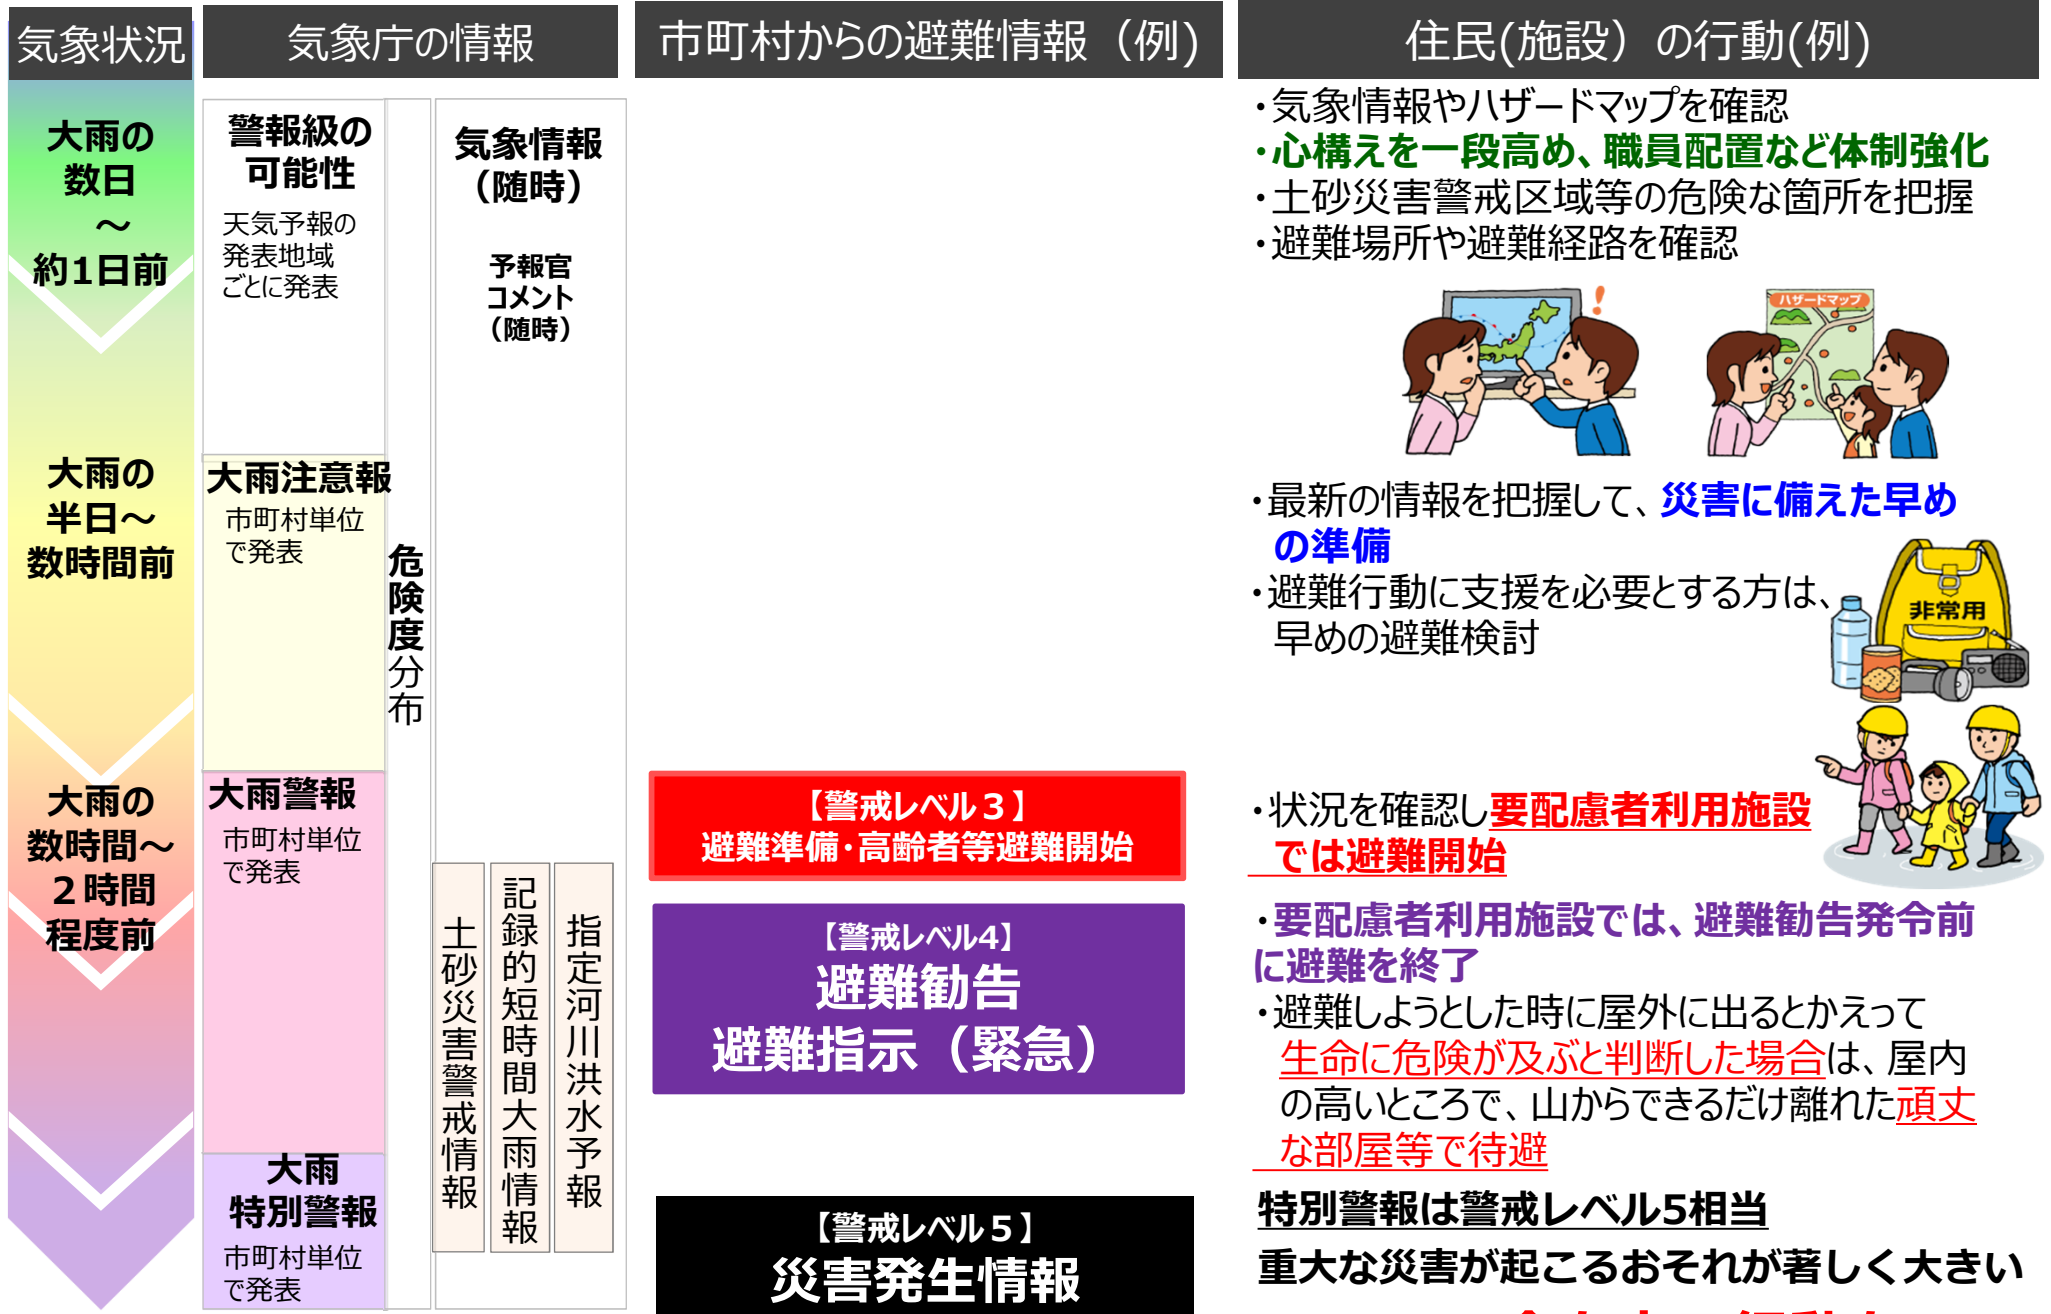 気象状況
気象庁の情報
市町村からの避難情報（例)
住民(施設）の行動(例)
大雨の
数日
～
約1日前
大雨の
半日～
数時間前
大雨の
数時間～
２時間
程度前
警報級の
可能性
天気予報の
発表地域
ごとに発表
大雨注意報
市町村単位
で発表
大雨警報
市町村単位
で発表
大雨
特別警報
市町村単位
で発表
危険度分布
気象情報
（随時）
予報官
コメント
（随時）
土砂災害警戒情報
記録的短時間大雨情報
指定河川洪水予報
【警戒レベル３】
避難準備・高齢者等避難開始
【警戒レベル4】
避難勧告
避難指示（緊急）
【警戒レベル５】
災害発生情報
・気象情報やハザードマップを確認
・心構えを一段高め、職員配置など体制強化
・土砂災害警戒区域等の危険な箇所を把握
・避難場所や避難経路を確認
！
ハザードマップ
・最新の情報を把握して、災害に備えた早め
の準備
・避難行動に支援を必要とする方は、
早めの避難検討
非常用
・状況を確認し要配慮者利用施設
では避難開始
・要配慮者利用施設では、避難勧告発令前
に避難を終了
・避難しようとした時に屋外に出るとかえって
生命に危険が及ぶと判断した場合は、屋内
の高いところで、山からできるだけ離れた頑丈
な部屋等で待避
特別警報は警戒レベル5相当
重大な災害が起こるおそれが著しく大きい